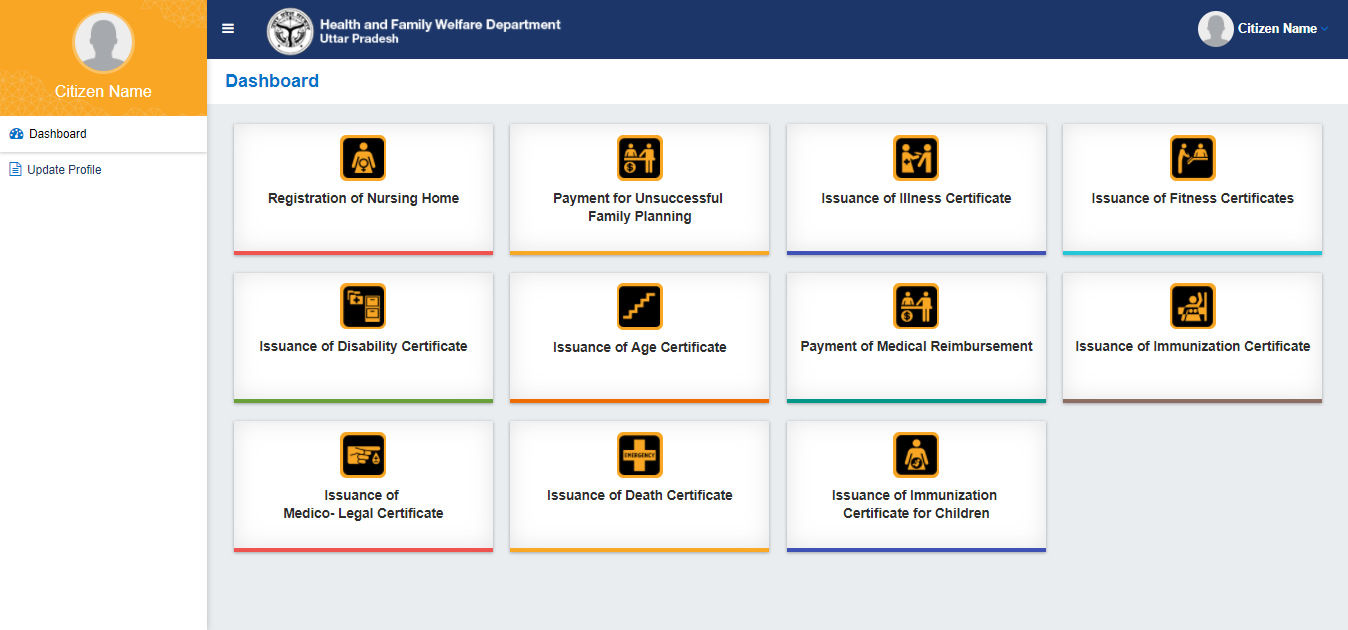 Health and Family Welfare Department
Uttar Pradesh
Citizen Name
Citizen Name
Dashboard
Update Profile
Dashboard
Registration of Nursing Home
Payment for Unsuccessful
Family Planning
Issuance of Illness Certificate
Issuance of Fitness Certificates
Issuance of Disability Certificate
Issuance of Age Certificate
Payment of Medical Reimbursement
Issuance of Immunization Certificate
Issuance of
Medico- Legal Certificate
EMERGENCY
Issuance of Death Certificate
Issuance of Immunization
Certificate for Children